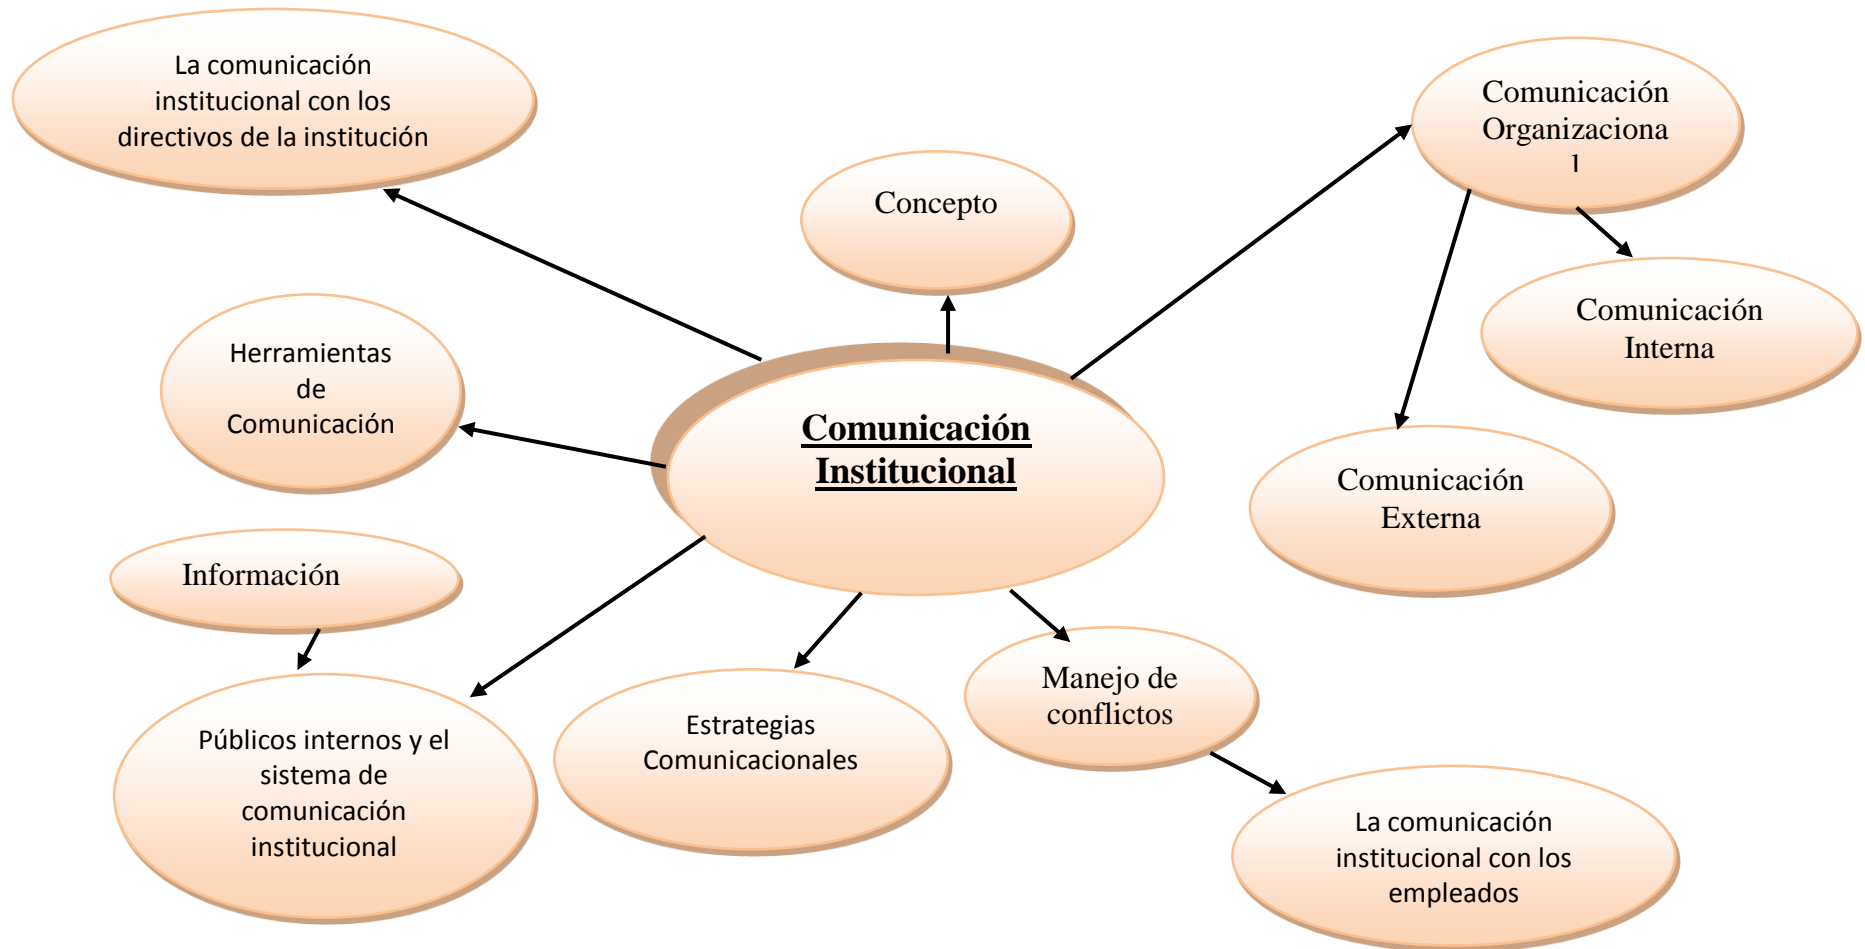 La comunicación
institucional con los
directivos de la institución
Comunicación
Organizaciona
l
Concepto
Comunicación
Interna
Herramientas
de
Comunicación
Comunicación
Institucional
Comunicación
Externa
Información
Públicos internos y el
sistema de
comunicación
institucional
Estrategias
Comunicacionales
Manejo de
conflictos
La comunicación
institucional con los
empleados